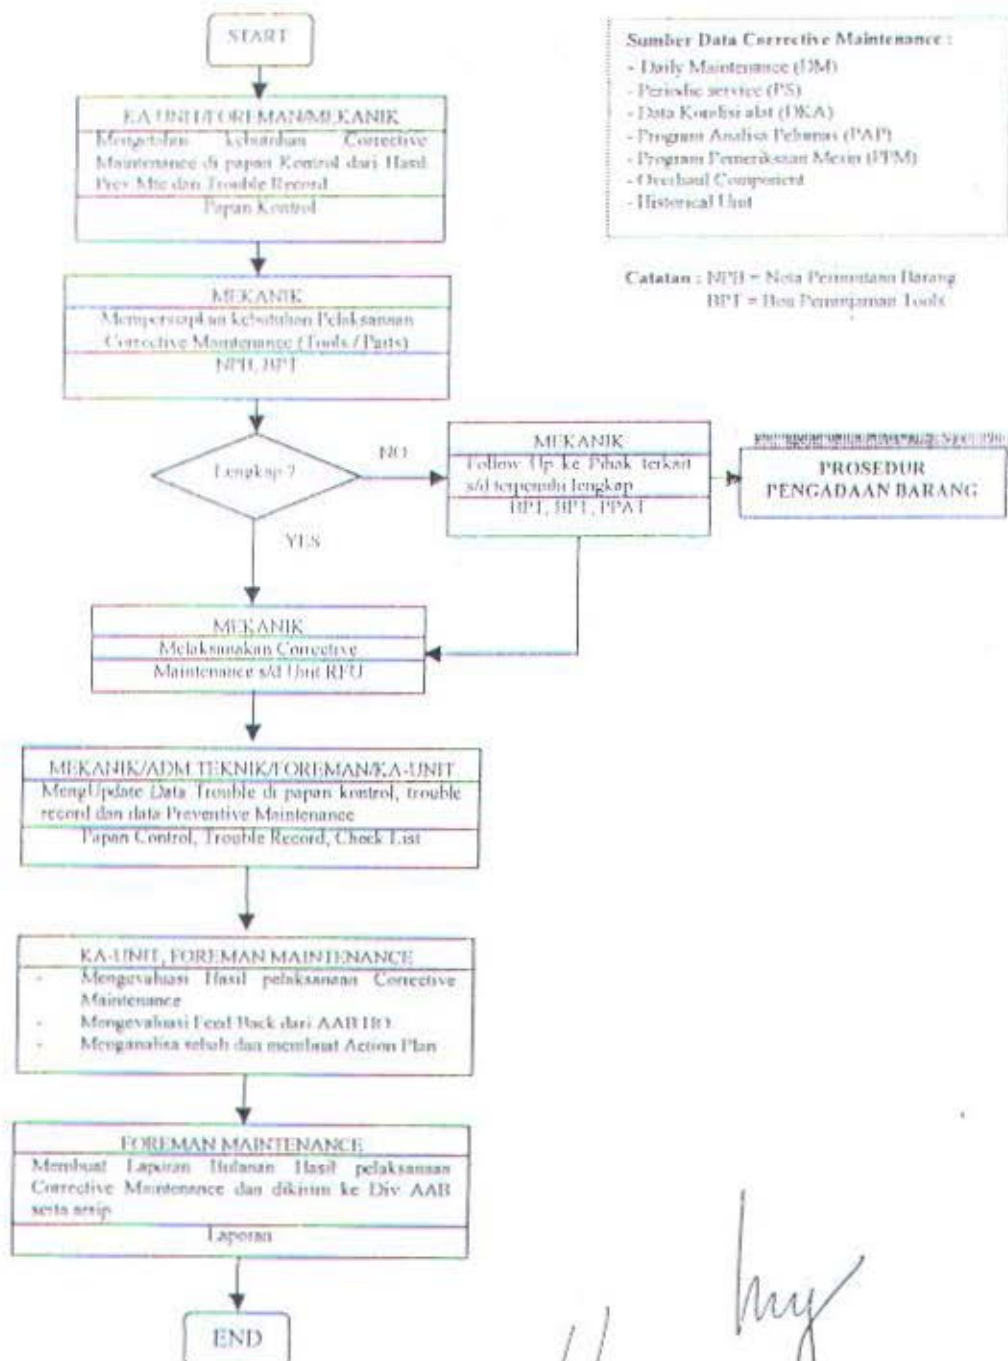 START
KA UNIT/FOREMAN/MEKANIK
Mengetahui kebutuhan Corrective
Maintenance di papan Kontrol dari Hasil
Prev Mtc dan Trouble Record
Papan Kontrol
Sumber Data Corrective Maintenance :
- Daily Maintenance (DM)
- Periodic service (PS)
- Data Kondisi alat (DKA)
- Program Analisa Pelumas (PAP)
- Program Pemeriksaan Mesin (PPM)
- Overhaul Component
- Historical Unit
Catatan : NPB = Nota Permintaan Barang
BPT = Bon Peminjaman Tools
MEKANIK
Mempersiapkan kebutuhan Pelaksanaan
Corrective Maintenance (Tools / Parts)
NPB, BPT
Lengkap ?
NO
YES
MEKANIK
Follow Up ke Pihak terkait
s/d terpenuhi lengkap
BPT, BPT, PPAT
PROSEDUR
PENGADAAN BARANG
MEKANIK
Melaksanakan Corrective
Maintenance s/d Unit RFU
MEKANIK/ADM TEKNIK/FOREMAN/KA-UNIT
MengUpdate Data Trouble di papan kontrol, trouble
record dan data Preventive Maintenance
Papan Control, Trouble Record, Check List
KA-UNIT, FOREMAN MAINTENANCE
- Mengevaluasi Hasil pelaksanaan Corrective
Maintenance
- Mengevaluasi Feed Back dari AAB HO
- Menganalisa sebab dan membuat Action Plan
FOREMAN MAINTENANCE
Membuat Laporan Bulanan Hasil pelaksanaan
Corrective Maintenance dan dikirim ke Div AAB
serta arsip
Laporan
END